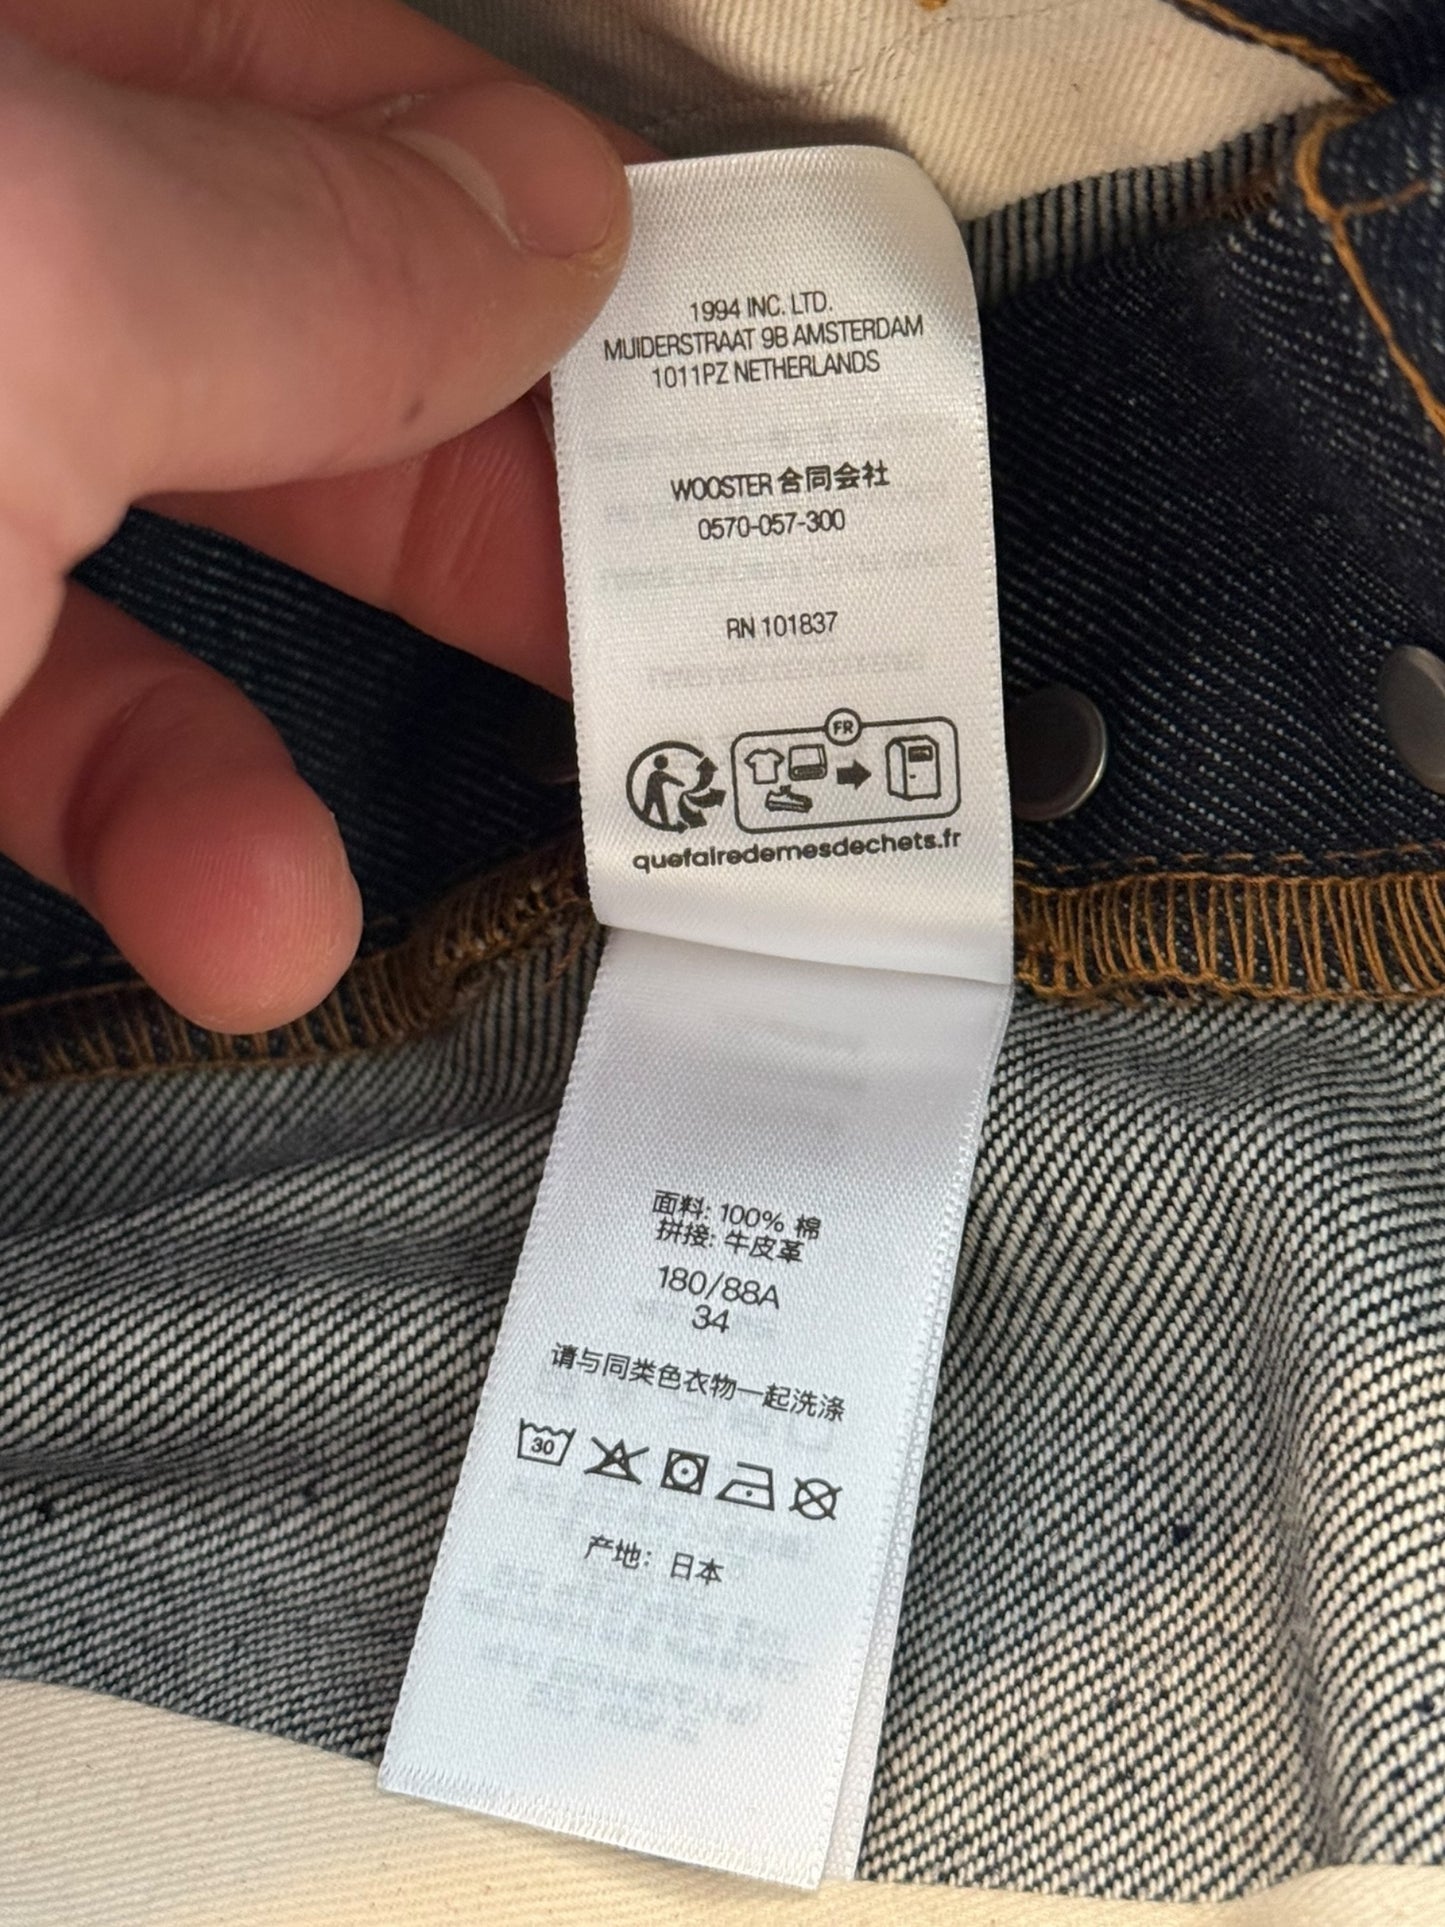 1994 INC. LTD.
MUIDERSTRAAT 9B AMSTERDAM
1011PZ NETHERLANDS
WOOSTER 合同会社
0570-057-300
RN 101837
FR
quefairedemesdechets.fr
面料: 100% 棉
拼接: 牛皮革
180/88A
34
请与同类色衣物一起洗涤
30
产地: 日本